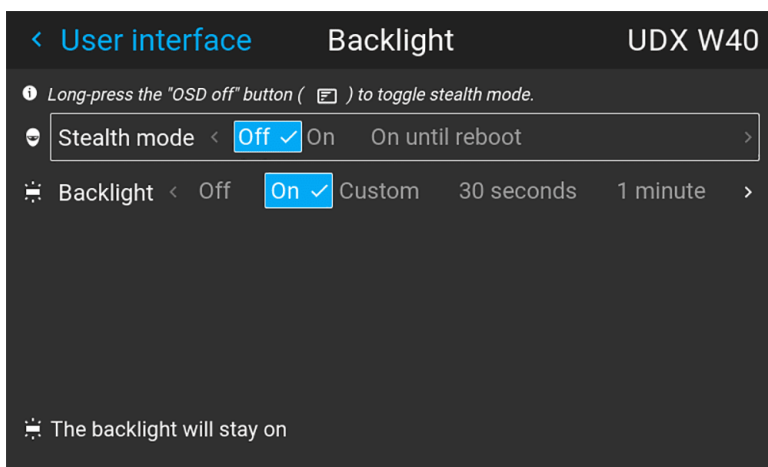 User interface Backlight UDX W40
Long-press the "OSD off" button ( ) to toggle stealth mode.
Stealth mode Off On On until reboot
Backlight Off On Custom 30 seconds 1 minute
The backlight will stay on